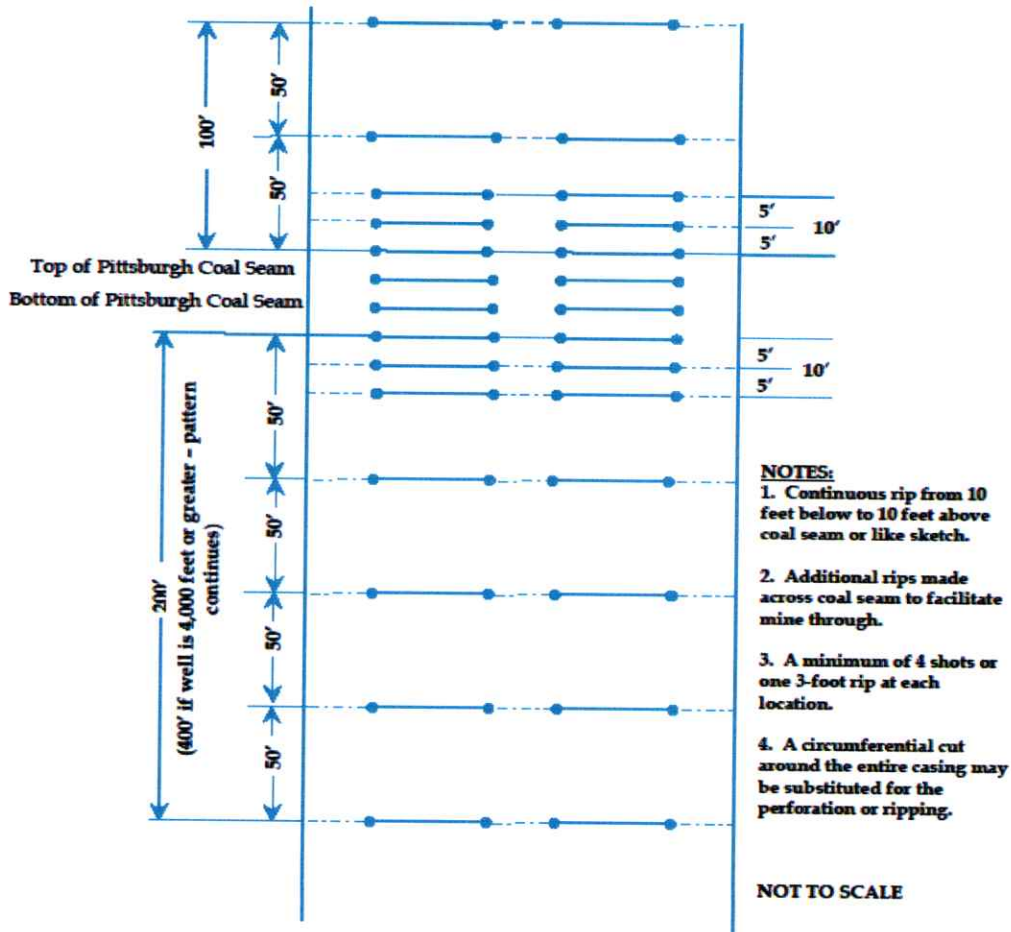 100'
50'
50'
5'
10'
5'
Top of Pittsburgh Coal Seam
Bottom of Pittsburgh Coal Seam
5'
10'
5'
200'
(400' if well is 4,000 feet or greater – pattern
continues)
50'
50'
50'
50'
NOTES:
1. Continuous rip from 10
feet below to 10 feet above
coal seam or like sketch.
2. Additional rips made
across coal seam to facilitate
mine through.
3. A minimum of 4 shots or
one 3-foot rip at each
location.
4. A circumferential cut
around the entire casing may
be substituted for the
perforation or ripping.
NOT TO SCALE